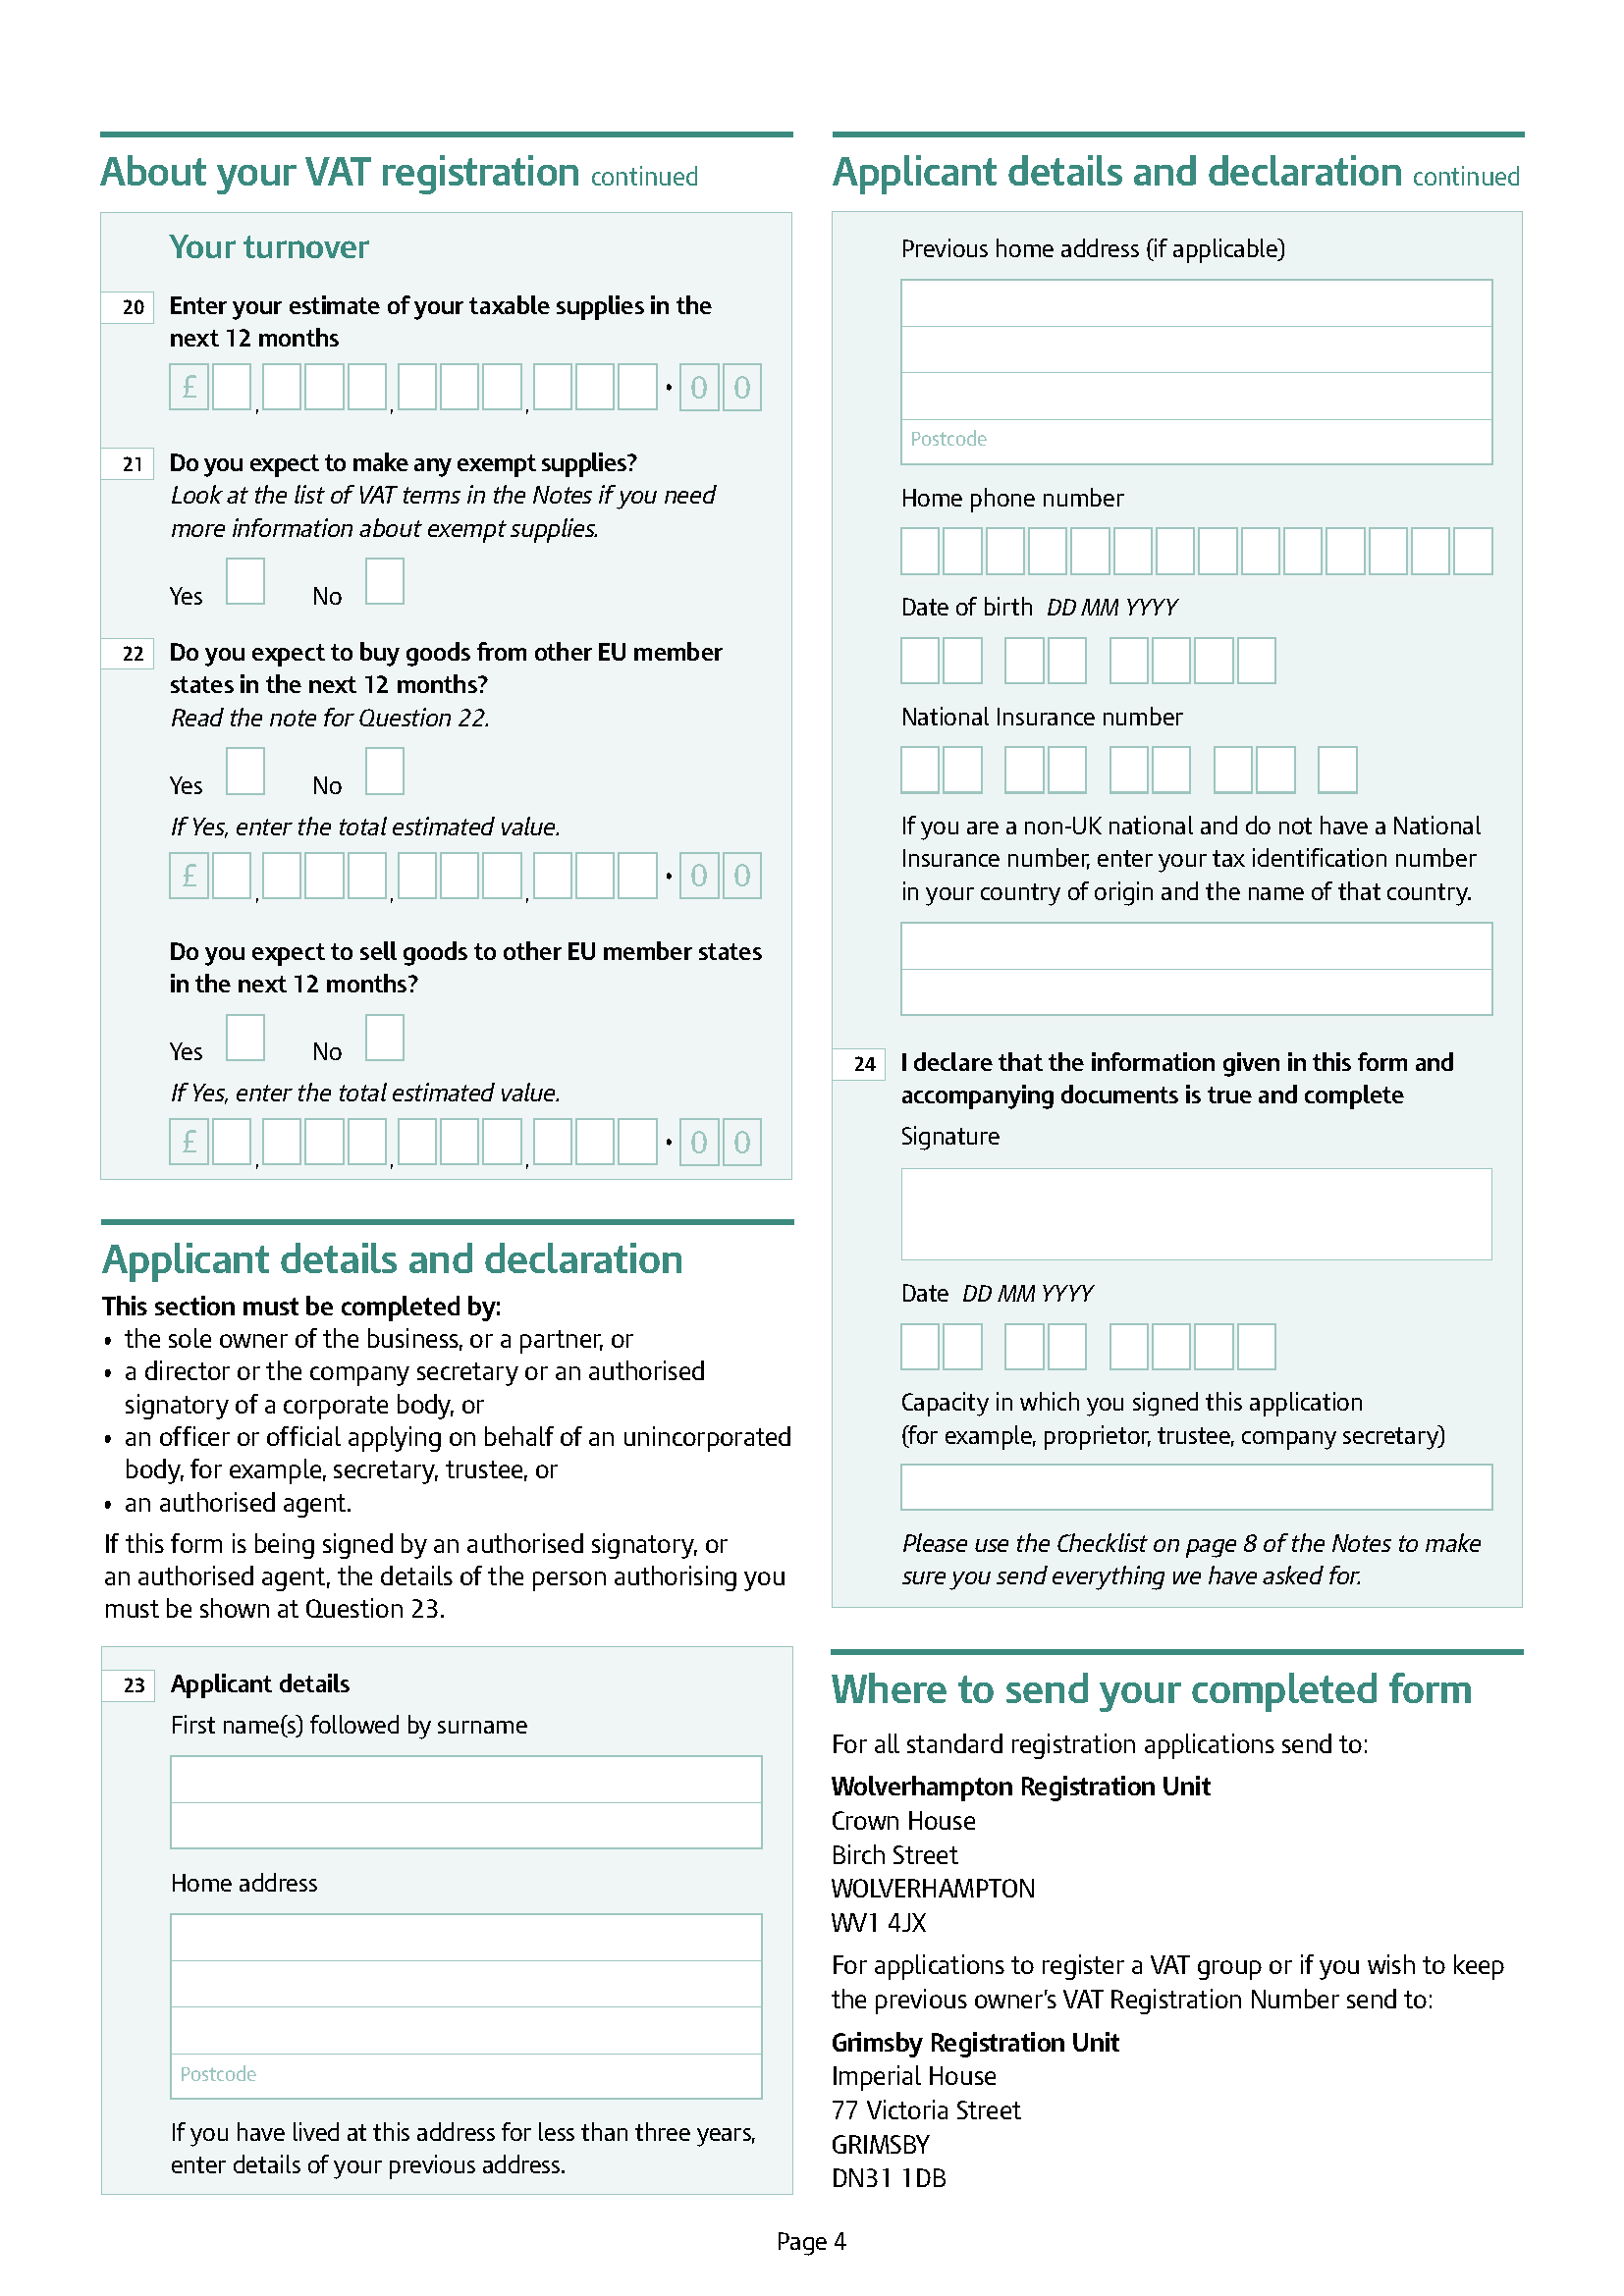 About your VAT registration continued
Your turnover
20 Enter your estimate of your taxable supplies in the
next 12 months
£ , , , • 0 0
21 Do you expect to make any exempt supplies?
Look at the list of VAT terms in the Notes if you need
more information about exempt supplies.
Yes No
22 Do you expect to buy goods from other EU member
states in the next 12 months?
Read the note for Question 22.
Yes No
If Yes, enter the total estimated value.
£ , , , • 0 0
Do you expect to sell goods to other EU member states
in the next 12 months?
Yes No
If Yes, enter the total estimated value.
£ , , , • 0 0
Applicant details and declaration
This section must be completed by:
• the sole owner of the business, or a partner, or
• a director or the company secretary or an authorised
signatory of a corporate body, or
• an officer or official applying on behalf of an unincorporated
body, for example, secretary, trustee, or
• an authorised agent.
If this form is being signed by an authorised signatory, or
an authorised agent, the details of the person authorising you
must be shown at Question 23.
23 Applicant details
First name(s) followed by surname
Home address
Postcode
If you have lived at this address for less than three years,
enter details of your previous address.
Applicant details and declaration continued
Previous home address (if applicable)
Postcode
Home phone number
Date of birth DD MM YYYY
National Insurance number
If you are a non-UK national and do not have a National
Insurance number, enter your tax identification number
in your country of origin and the name of that country.
24 I declare that the information given in this form and
accompanying documents is true and complete
Signature
Date DD MM YYYY
Capacity in which you signed this application
(for example, proprietor, trustee, company secretary)
Please use the Checklist on page 8 of the Notes to make
sure you send everything we have asked for.
Where to send your completed form
For all standard registration applications send to:
Wolverhampton Registration Unit
Crown House
Birch Street
WOLVERHAMPTON
WV1 4JX
For applications to register a VAT group or if you wish to keep
the previous owner's VAT Registration Number send to:
Grimsby Registration Unit
Imperial House
77 Victoria Street
GRIMSBY
DN31 1DB
Page 4